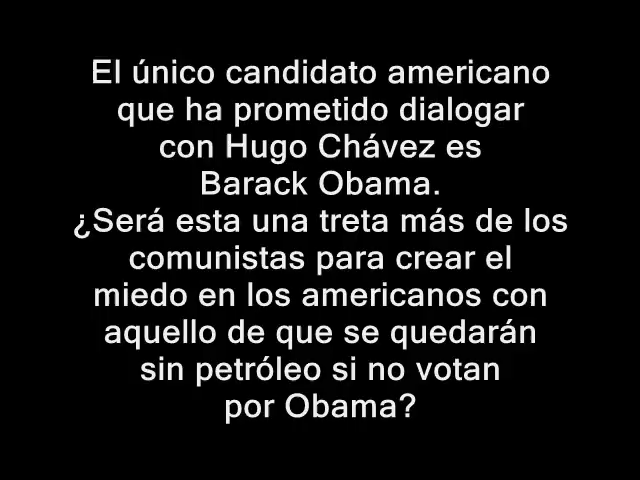 El único candidato americano
que ha prometido dialogar
con Hugo Chávez es
Barack Obama.
¿Será esta una treta más de los
comunistas para crear el
miedo en los americanos con
aquello de que se quedarán
sin petróleo si no votan
por Obama?